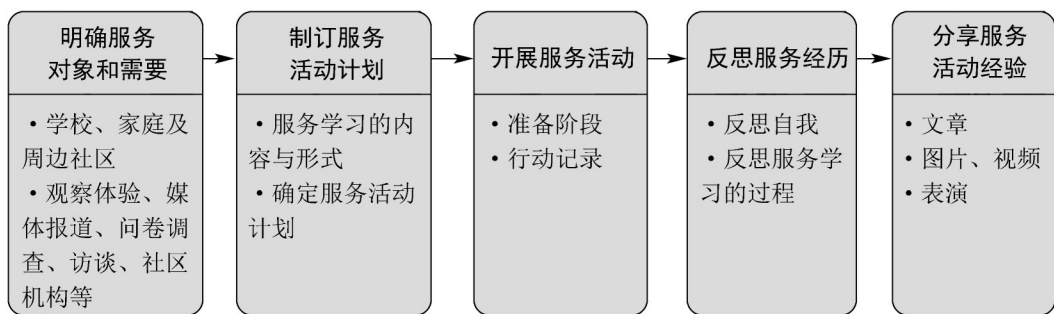 明确服务
对象和需要
·学校、家庭及
周边社区
·观察体验、媒
体报道、问卷调
查、访谈、社区
机构等
制订服务
活动计划
·服务学习的内
容与形式
·确定服务活动
计划
开展服务活动
·准备阶段
·行动记录
反思服务经历
·反思自我
·反思服务学
习的过程
分享服务
活动经验
·文章
·图片、视频
·表演